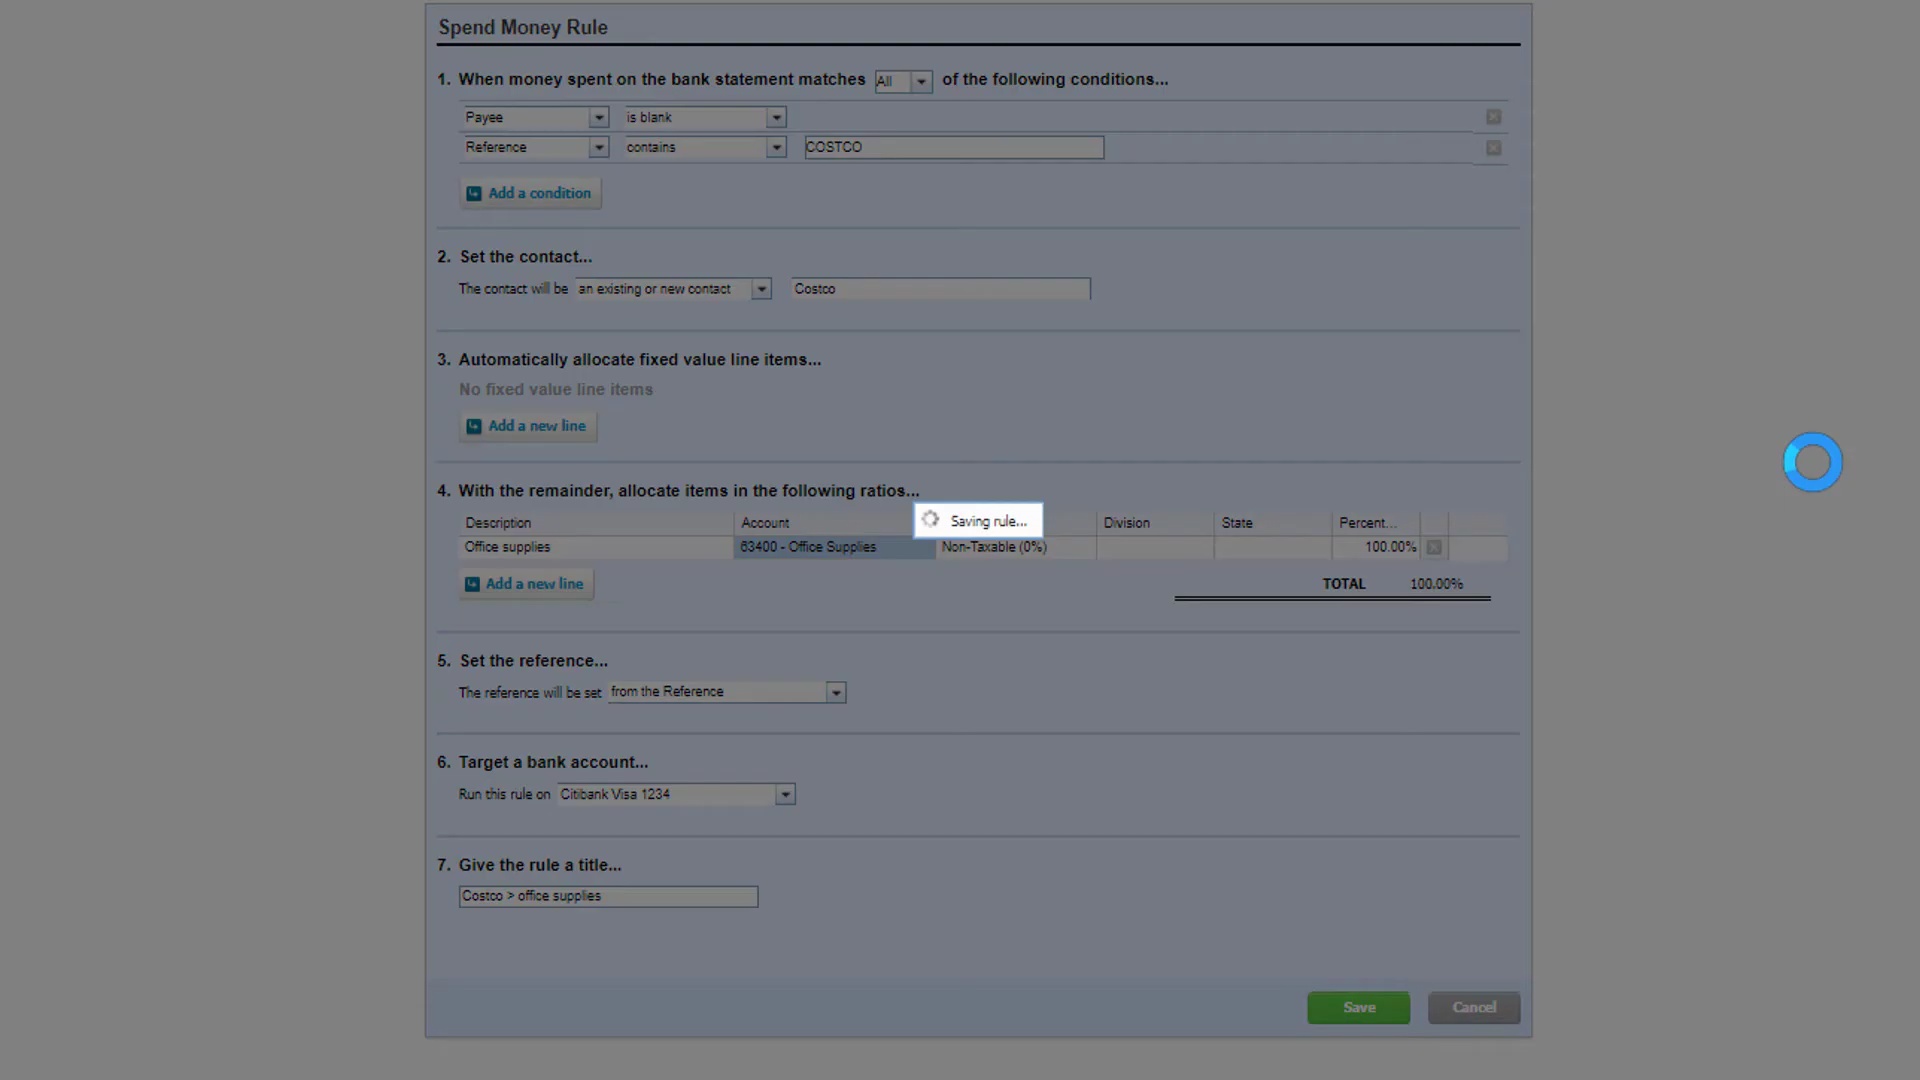 Spend Money Rule
1. When money spent on the bank statement matches All of the following conditions...
Payee is blank
Reference contains COSTCO
Add a condition
2. Set the contact...
The contact will be an existing or new contact Costco
3. Automatically allocate fixed value line items...
No fixed value line items
Add a new line
4. With the remainder, allocate items in the following ratios...
Saving rule...
Description Account Division State Percent...
Office supplies 63400 - Office Supplies Non-Taxable (0%) 100.00%
Add a new line TOTAL 100.00%
5. Set the reference...
The reference will be set from the Reference
6. Target a bank account...
Run this rule on Citibank Visa 1234
7. Give the rule a title...
Costco > office supplies
Save Cancel